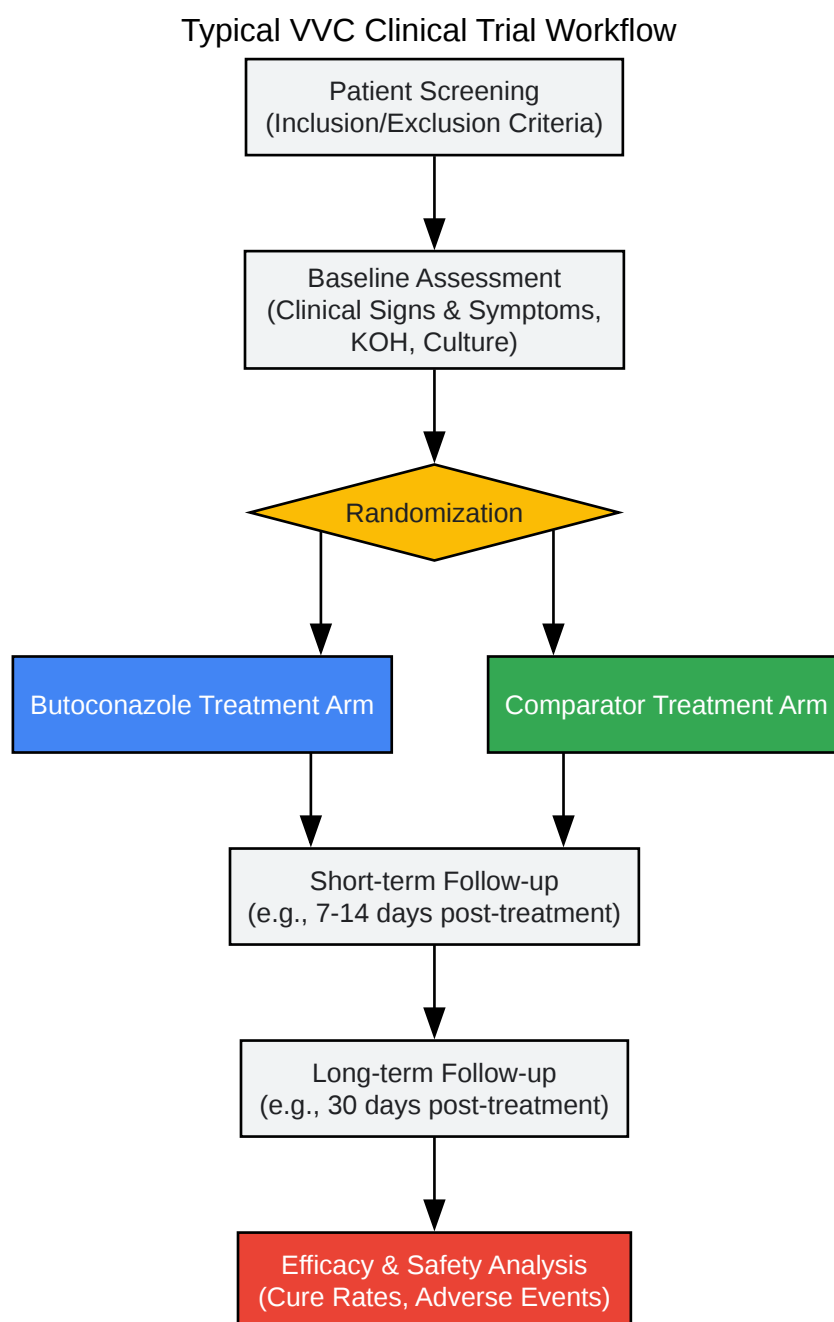 Typical VVC Clinical Trial Workflow
Patient Screening
(Inclusion/Exclusion Criteria)
Baseline Assessment
(Clinical Signs & Symptoms,
KOH, Culture)
Randomization
Butoconazole Treatment Arm
Comparator Treatment Arm
Short-term Follow-up
(e.g., 7-14 days post-treatment)
Long-term Follow-up
(e.g., 30 days post-treatment)
Efficacy & Safety Analysis
(Cure Rates, Adverse Events)